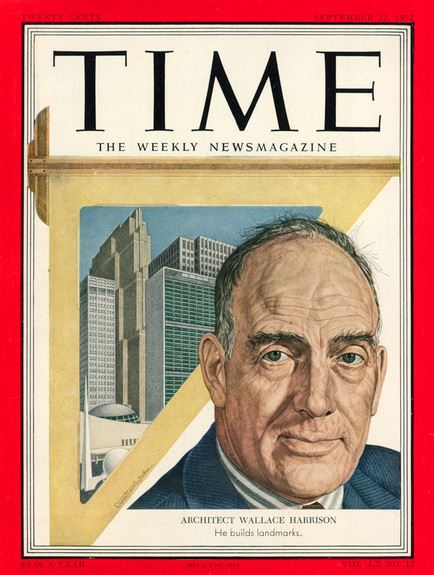 TWENTY CENTS SEPTEMBER 22, 1952
TIME
THE WEEKLY NEWSMAGAZINE
ARCHITECT WALLACE HARRISON
He builds landmarks.
$6.00 A YEAR VOL. LX NO. 12